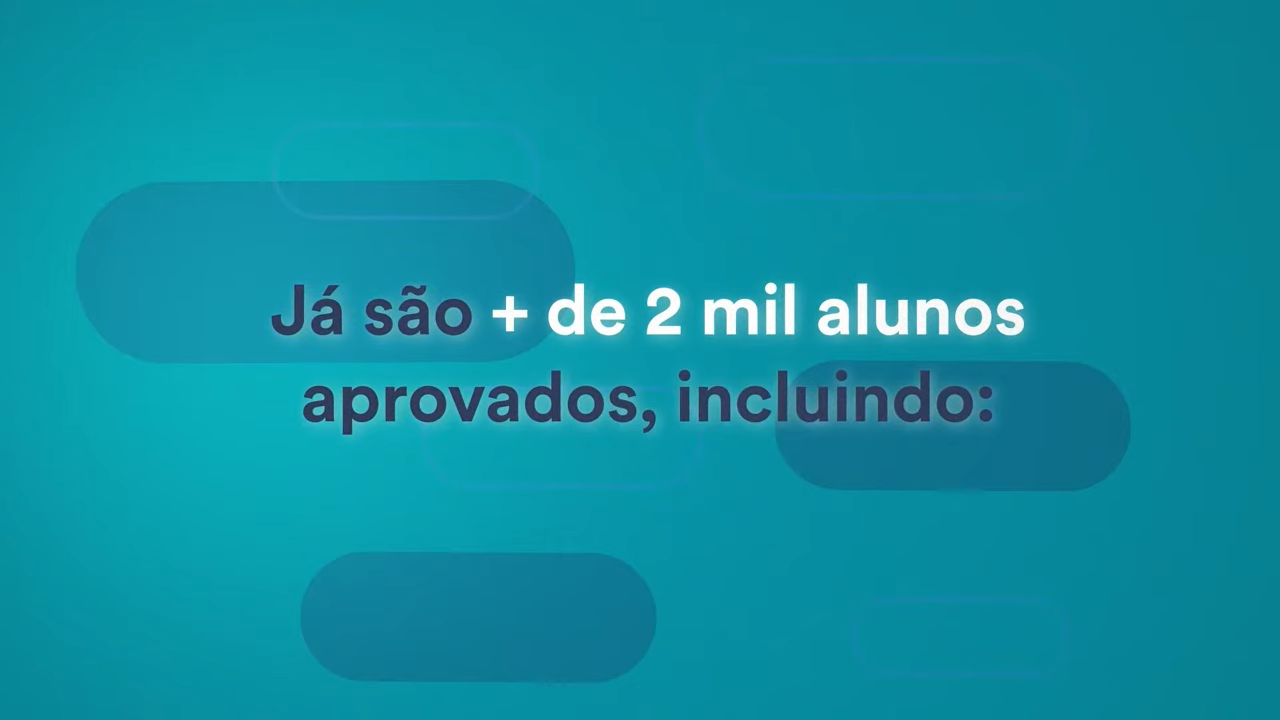 Já são + de 2 mil alunos
aprovados, incluindo: